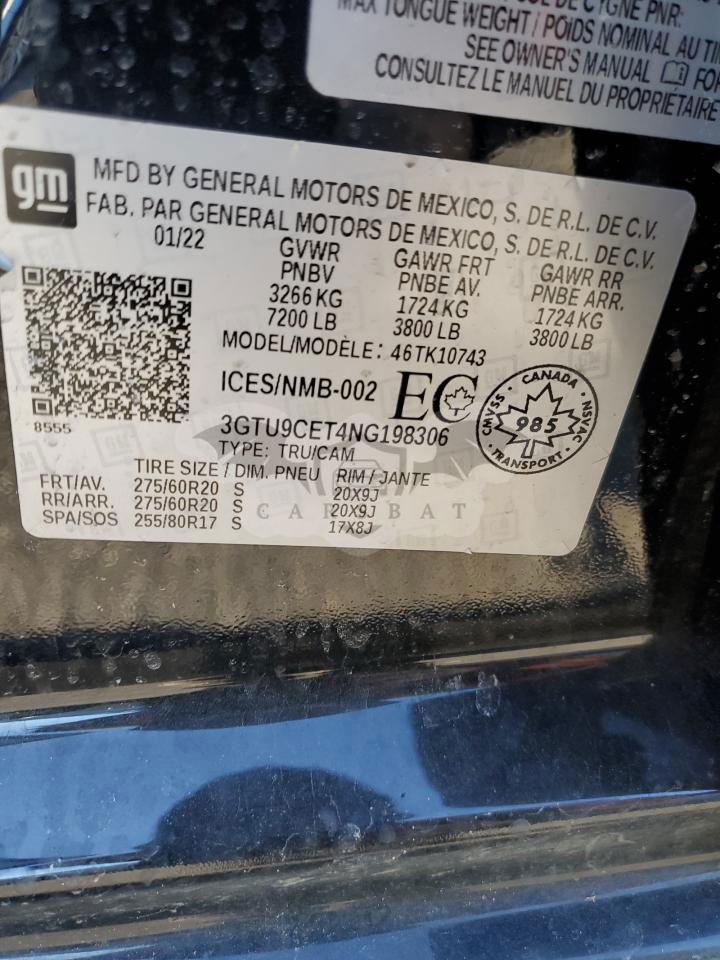 DE CYGNE PNR:
MAX TONGUE WEIGHT / POIDS NOMINAL AU
SEE OWNER'S MANUAL FOR
CONSULTEZ LE MANUEL DU PROPRIÉTAIRE
gm
MFD BY GENERAL MOTORS DE MEXICO, S. DE R.L. DE C.V.
FAB. PAR GENERAL MOTORS DE MEXICO, S. DE R.L. DE C.V.
01/22 GVWR GAWR FRT GAWR RR
PNBV PNBE AV. PNBE ARR.
3266 KG 1724 KG 1724 KG
7200 LB 3800 LB 3800 LB
MODEL/MODÈLE: 46TK10743
ICES/NMB-002 EC
CANADA CMVSS 985 NSVAC TRANSPORT
8555
3GTU9CET4NG198306
TYPE: TRU/CAM
TIRE SIZE / DIM. PNEU RIM / JANTE
FRT/AV. 275/60R20 S 20X9J
RR/ARR. 275/60R20 S 20X9J
SPA/SOS 255/80R17 S 17X8J